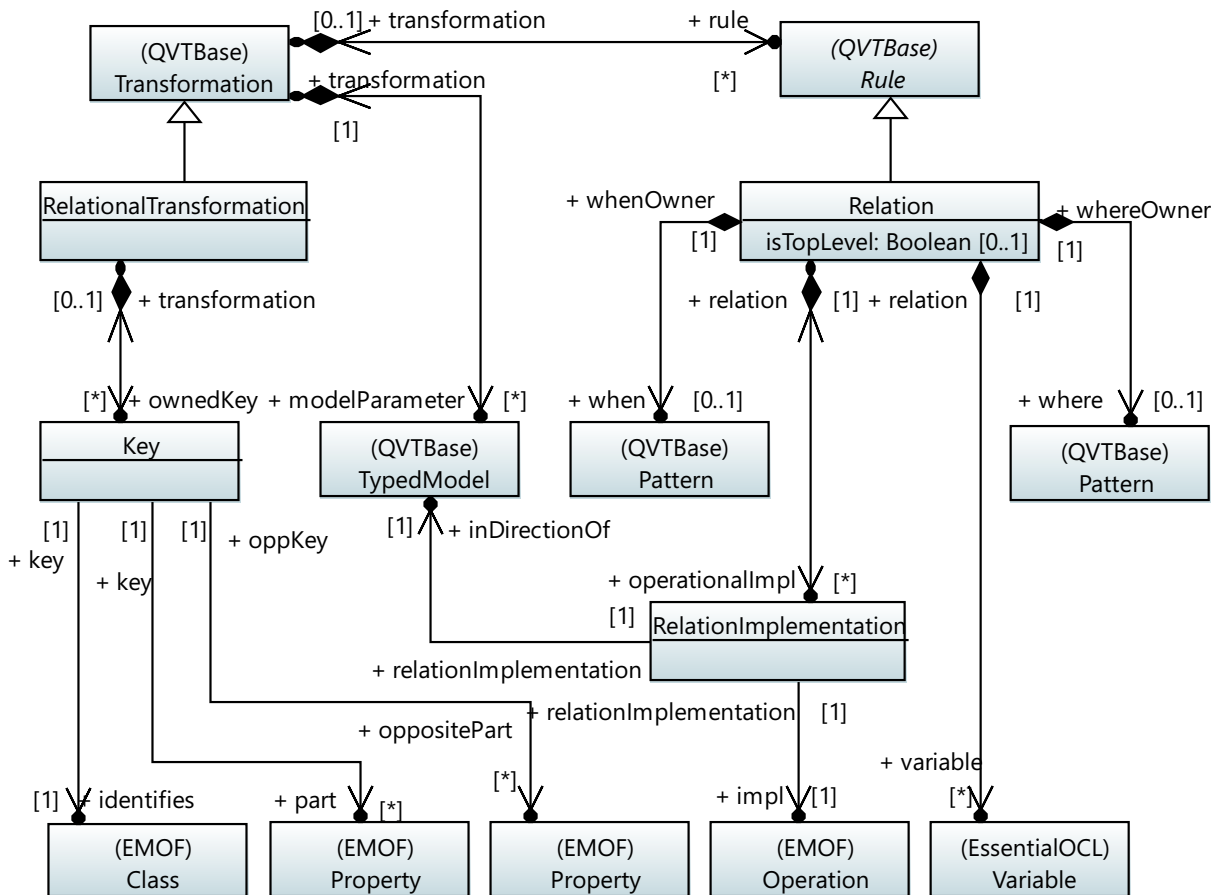 [0..1]
+ transformation
+ rule
(QVTBase)
Transformation
(QVTBase)
Rule
+ transformation
[*]
[1]
RelationalTransformation
+ whenOwner
Relation
+ whereOwner
[1]
isTopLevel: Boolean [0..1]
[1]
[0..1]
+ transformation
+ relation
[1]
+ relation
[1]
[*]
+ ownedKey
+ modelParameter
[*]
+ when
[0..1]
+ where
[0..1]
Key
(QVTBase)
TypedModel
(QVTBase)
Pattern
(QVTBase)
Pattern
[1]
[1]
[1]
+ oppKey
[1]
+ inDirectionOf
+ key
+ key
+ operationalImpl
[*]
[1]
RelationImplementation
+ relationImplementation
+ relationImplementation
[1]
+ oppositePart
+ variable
[1]
+ identifies
+ part
[*]
[*]
+ impl
[1]
[*]
(EMOF)
Class
(EMOF)
Property
(EMOF)
Property
(EMOF)
Operation
(EssentialOCL)
Variable